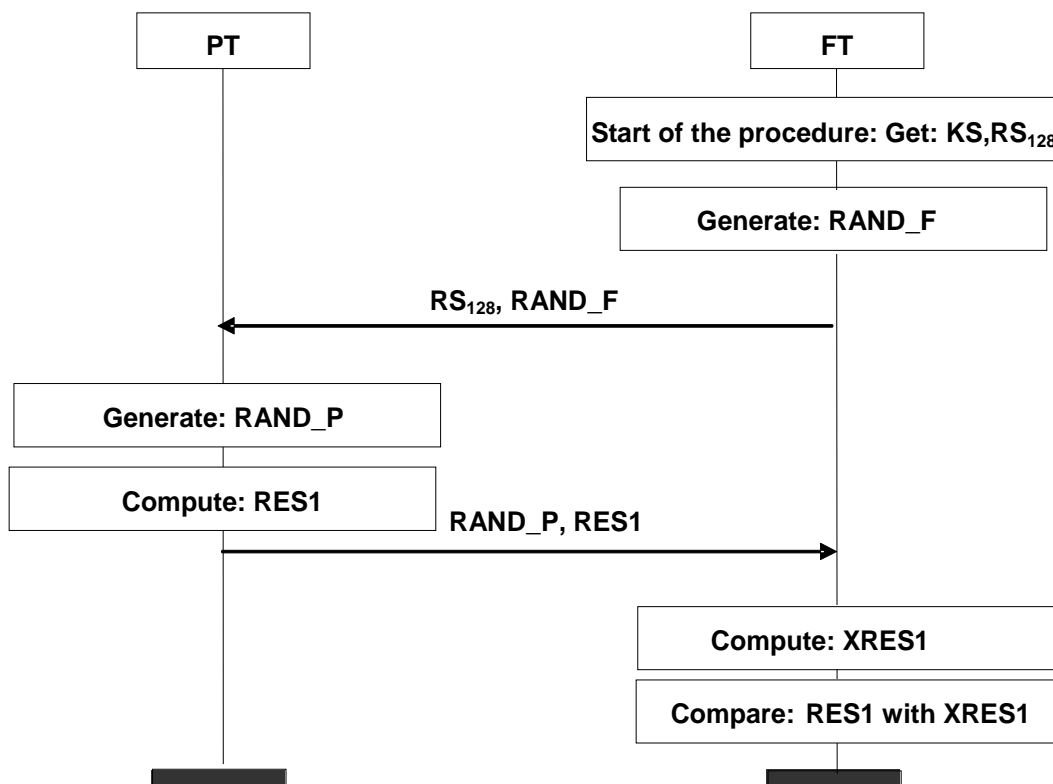 PT
FT
Start of the procedure: Get: KS,RS₁₂₈
Generate: RAND_F
RS₁₂₈, RAND_F
Generate: RAND_P
Compute: RES1
RAND_P, RES1
Compute: XRES1
Compare: RES1 with XRES1